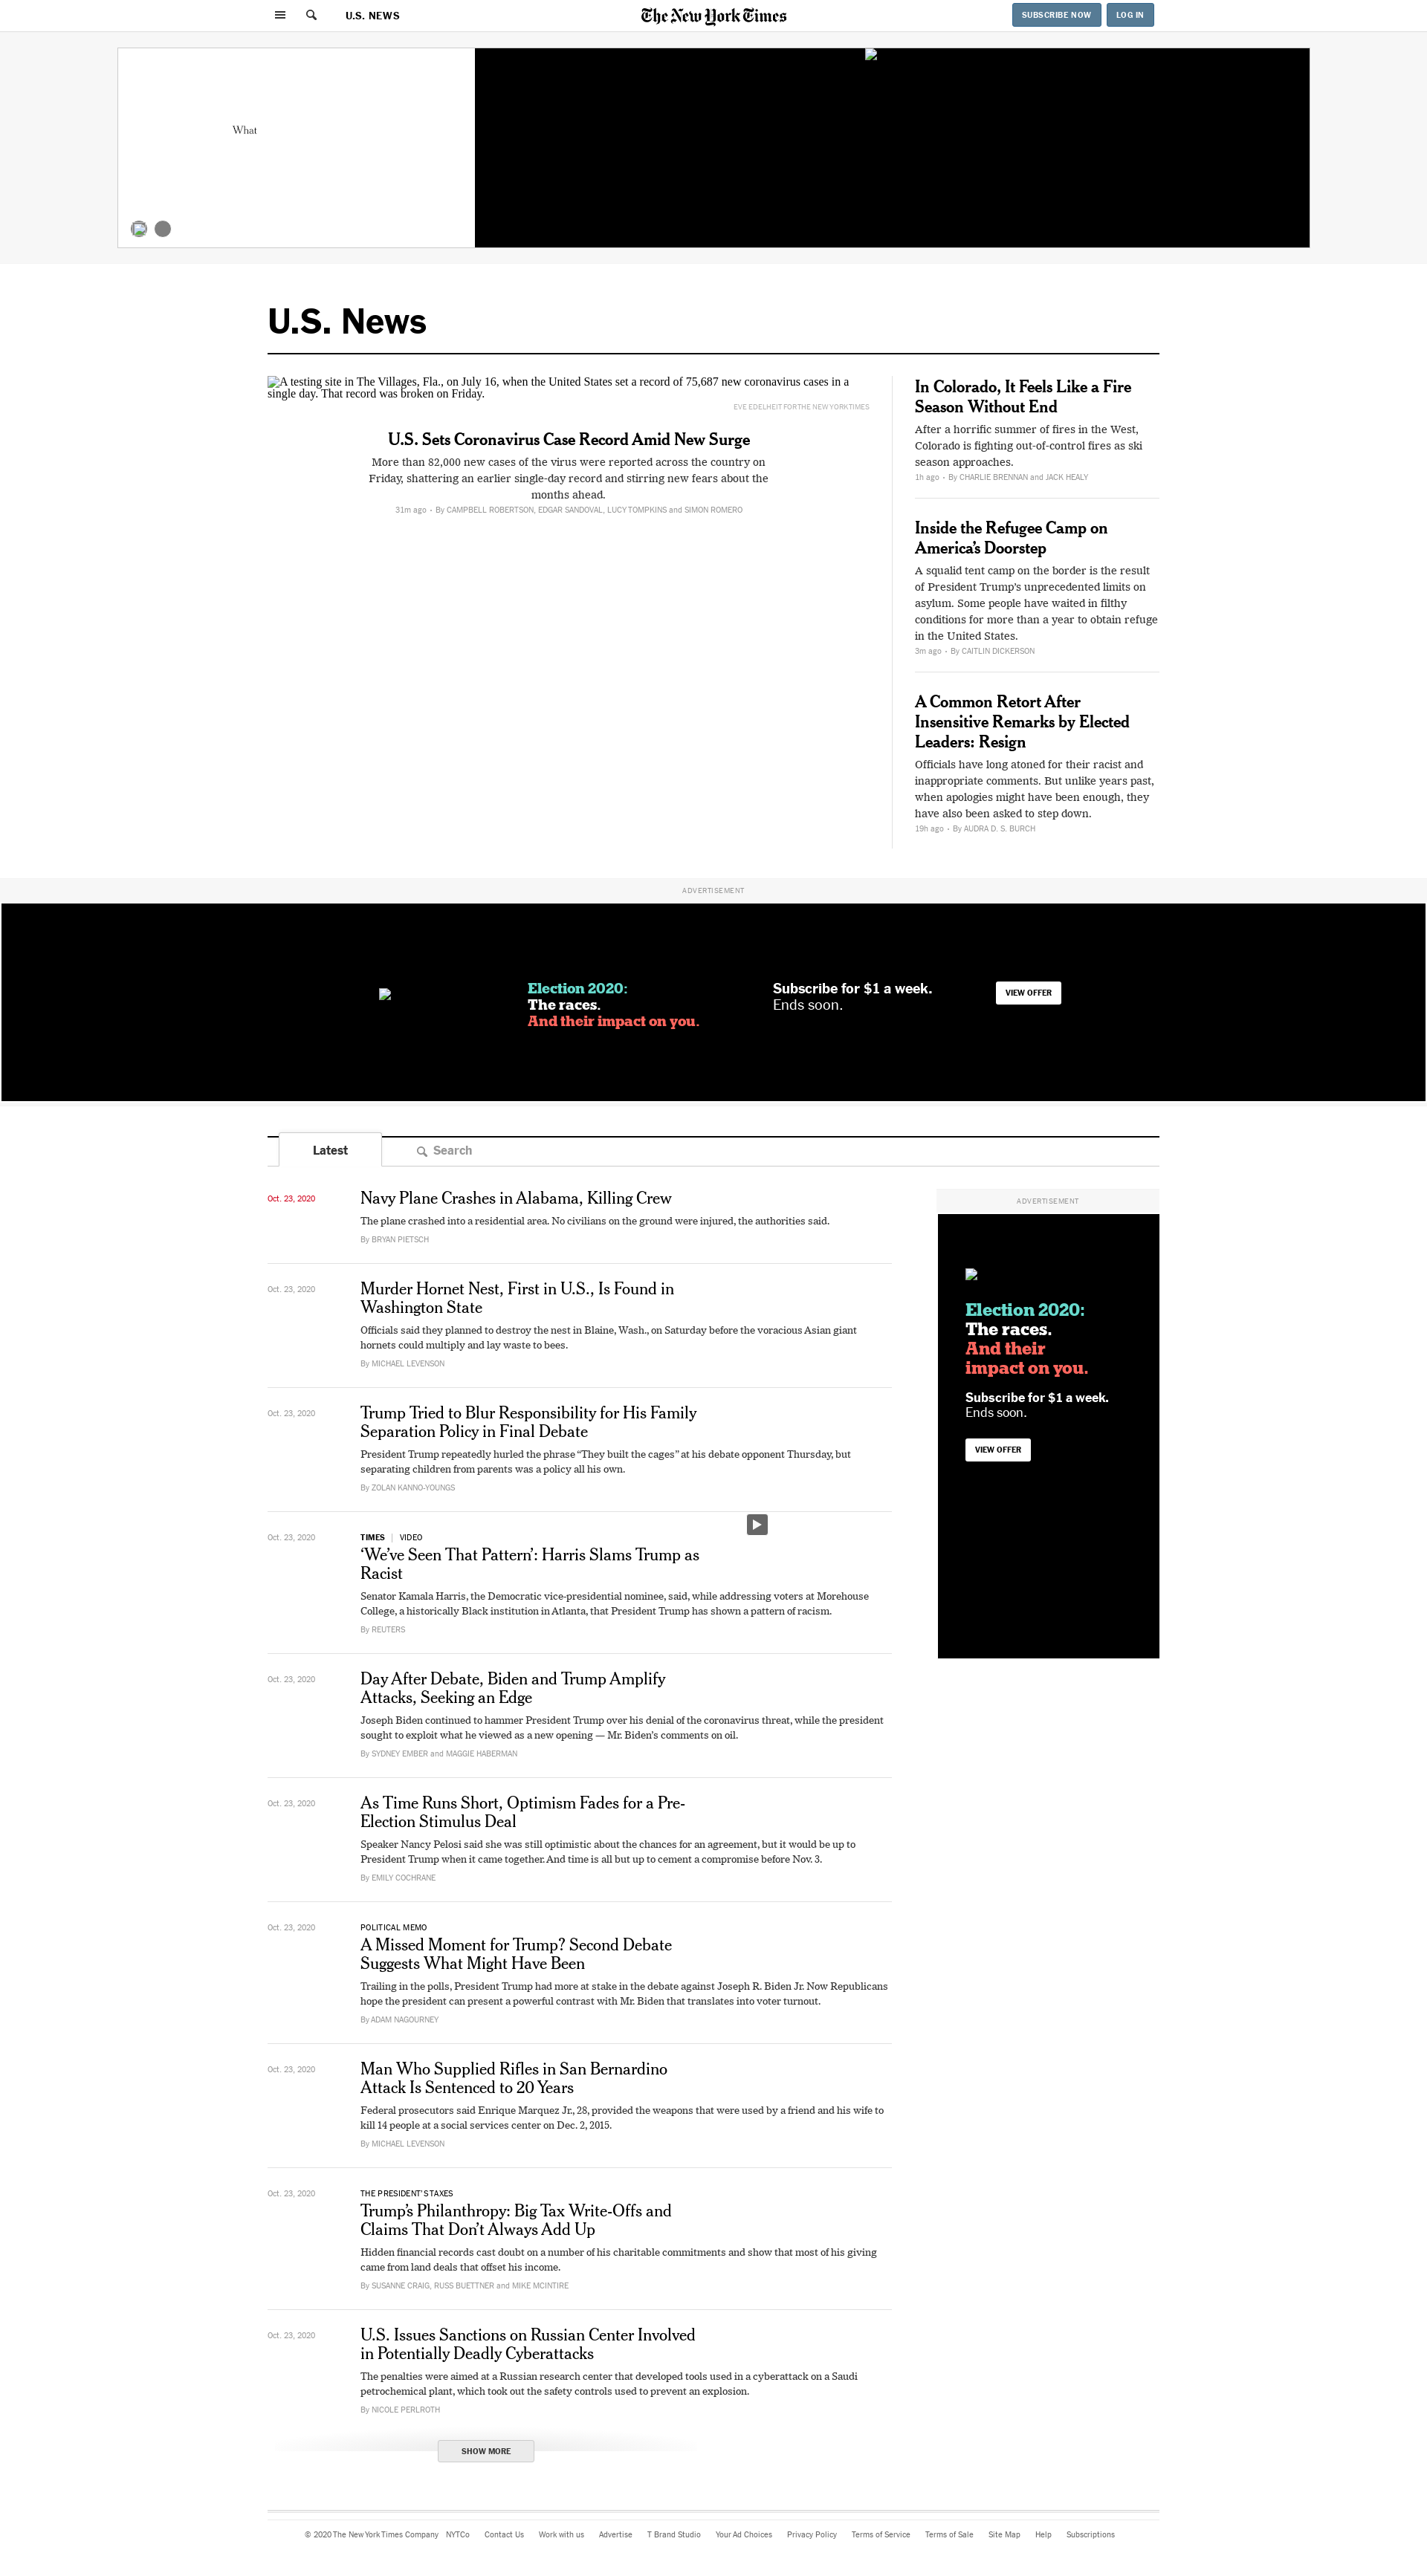 U.S. NEWS
The New York Times
SUBSCRIBE NOW
LOG IN
What
U.S. News
A testing site in The Villages, Fla., on July 16, when the United States set a record of 75,687 new coronavirus cases in a
single day. That record was broken on Friday.
EVE EDELHEIT FOR THE NEW YORK TIMES
U.S. Sets Coronavirus Case Record Amid New Surge
More than 82,000 new cases of the virus were reported across the country on
Friday, shattering an earlier single-day record and stirring new fears about the
months ahead.
31m ago • By CAMPBELL ROBERTSON, EDGAR SANDOVAL, LUCY TOMPKINS and SIMON ROMERO
In Colorado, It Feels Like a Fire
Season Without End
After a horrific summer of fires in the West,
Colorado is fighting out-of-control fires as ski
season approaches.
1h ago • By CHARLIE BRENNAN and JACK HEALY
Inside the Refugee Camp on
America’s Doorstep
A squalid tent camp on the border is the result
of President Trump’s unprecedented limits on
asylum. Some people have waited in filthy
conditions for more than a year to obtain refuge
in the United States.
3m ago • By CAITLIN DICKERSON
A Common Retort After
Insensitive Remarks by Elected
Leaders: Resign
Officials have long atoned for their racist and
inappropriate comments. But unlike years past,
when apologies might have been enough, they
have also been asked to step down.
19h ago • By AUDRA D. S. BURCH
ADVERTISEMENT
Election 2020:
The races.
And their impact on you.
Subscribe for $1 a week.
Ends soon.
VIEW OFFER
Latest
Search
Oct. 23, 2020
Navy Plane Crashes in Alabama, Killing Crew
The plane crashed into a residential area. No civilians on the ground were injured, the authorities said.
By BRYAN PIETSCH
Oct. 23, 2020
Murder Hornet Nest, First in U.S., Is Found in
Washington State
Officials said they planned to destroy the nest in Blaine, Wash., on Saturday before the voracious Asian giant
hornets could multiply and lay waste to bees.
By MICHAEL LEVENSON
Oct. 23, 2020
Trump Tried to Blur Responsibility for His Family
Separation Policy in Final Debate
President Trump repeatedly hurled the phrase “They built the cages” at his debate opponent Thursday, but
separating children from parents was a policy all his own.
By ZOLAN KANNO-YOUNGS
Oct. 23, 2020
TIMES | VIDEO
‘We’ve Seen That Pattern’: Harris Slams Trump as
Racist
Senator Kamala Harris, the Democratic vice-presidential nominee, said, while addressing voters at Morehouse
College, a historically Black institution in Atlanta, that President Trump has shown a pattern of racism.
By REUTERS
Oct. 23, 2020
Day After Debate, Biden and Trump Amplify
Attacks, Seeking an Edge
Joseph Biden continued to hammer President Trump over his denial of the coronavirus threat, while the president
sought to exploit what he viewed as a new opening — Mr. Biden’s comments on oil.
By SYDNEY EMBER and MAGGIE HABERMAN
Oct. 23, 2020
As Time Runs Short, Optimism Fades for a Pre-
Election Stimulus Deal
Speaker Nancy Pelosi said she was still optimistic about the chances for an agreement, but it would be up to
President Trump when it came together. And time is all but up to cement a compromise before Nov. 3.
By EMILY COCHRANE
Oct. 23, 2020
POLITICAL MEMO
A Missed Moment for Trump? Second Debate
Suggests What Might Have Been
Trailing in the polls, President Trump had more at stake in the debate against Joseph R. Biden Jr. Now Republicans
hope the president can present a powerful contrast with Mr. Biden that translates into voter turnout.
By ADAM NAGOURNEY
Oct. 23, 2020
Man Who Supplied Rifles in San Bernardino
Attack Is Sentenced to 20 Years
Federal prosecutors said Enrique Marquez Jr., 28, provided the weapons that were used by a friend and his wife to
kill 14 people at a social services center on Dec. 2, 2015.
By MICHAEL LEVENSON
Oct. 23, 2020
THE PRESIDENT'S TAXES
Trump’s Philanthropy: Big Tax Write-Offs and
Claims That Don’t Always Add Up
Hidden financial records cast doubt on a number of his charitable commitments and show that most of his giving
came from land deals that offset his income.
By SUSANNE CRAIG, RUSS BUETTNER and MIKE MCINTIRE
Oct. 23, 2020
U.S. Issues Sanctions on Russian Center Involved
in Potentially Deadly Cyberattacks
The penalties were aimed at a Russian research center that developed tools used in a cyberattack on a Saudi
petrochemical plant, which took out the safety controls used to prevent an explosion.
By NICOLE PERLROTH
SHOW MORE
ADVERTISEMENT
Election 2020:
The races.
And their
impact on you.
Subscribe for $1 a week.
Ends soon.
VIEW OFFER
© 2020 The New York Times Company NYTCo Contact Us Work with us Advertise T Brand Studio Your Ad Choices Privacy Policy Terms of Service Terms of Sale Site Map Help Subscriptions